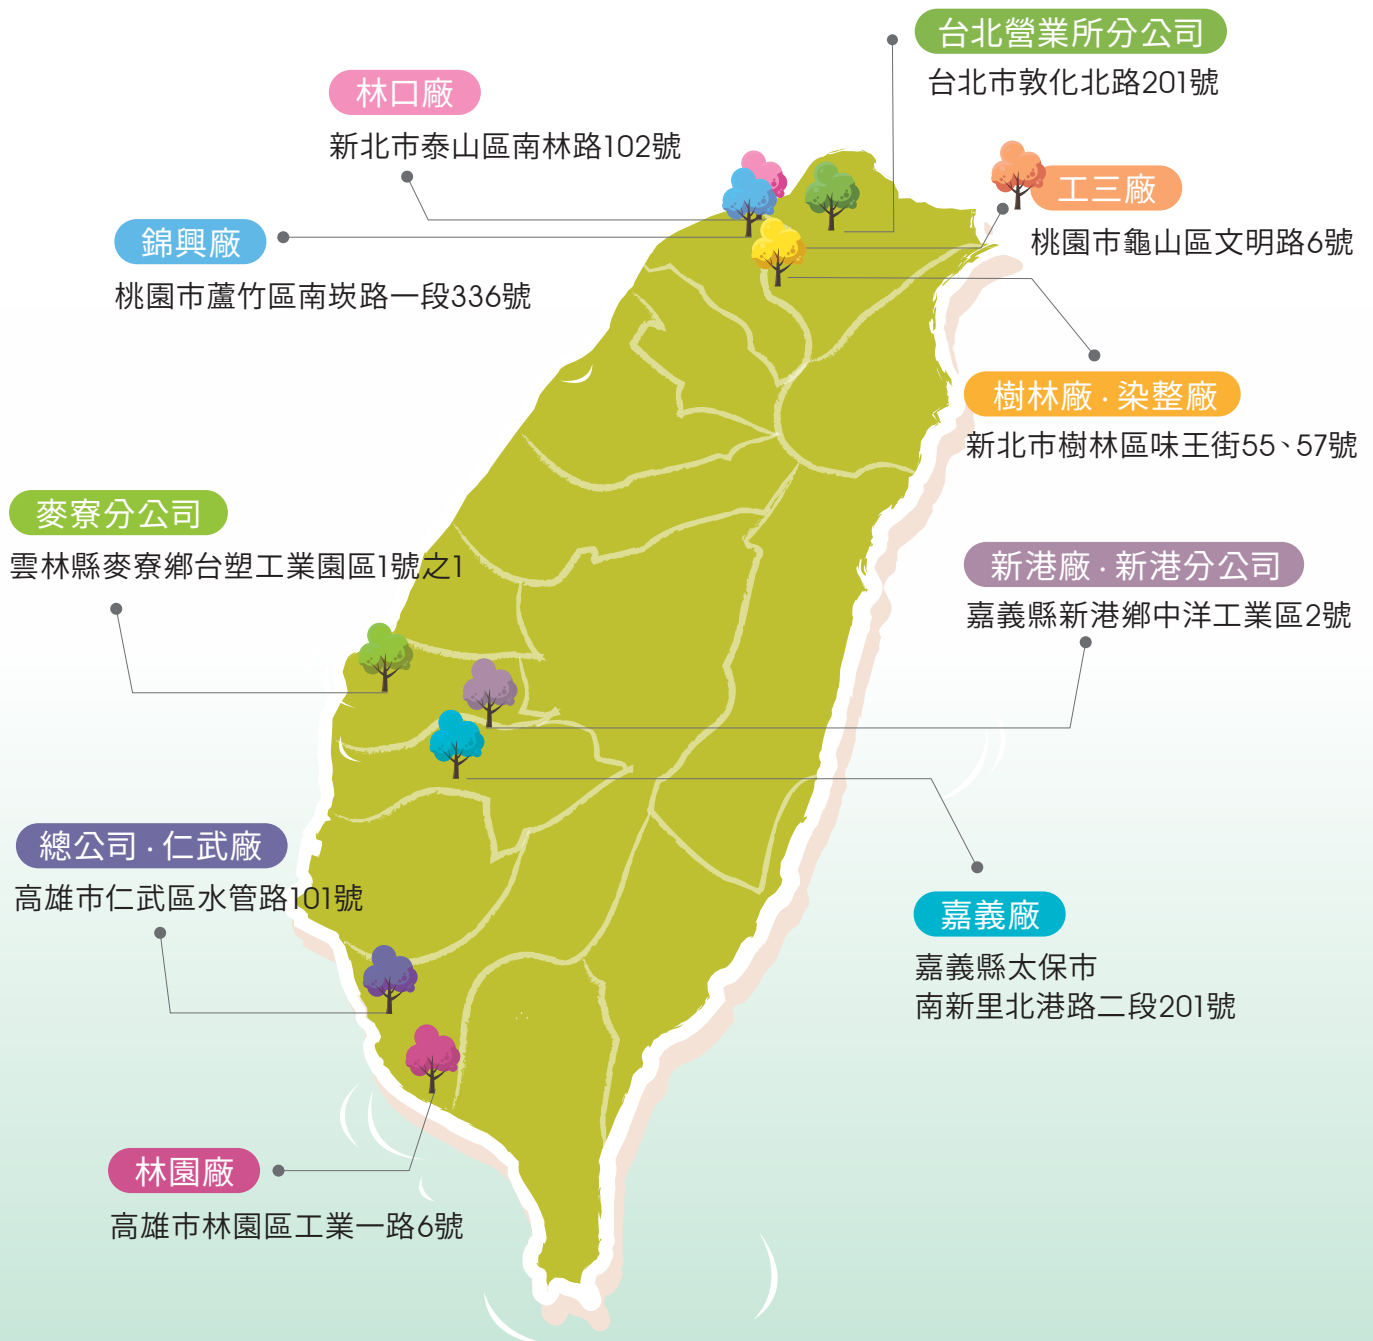 台北營業所分公司
台北市敦化北路201號
林口廠
新北市泰山區南林路102號
工三廠
桃園市龜山區文明路6號
錦興廠
桃園市蘆竹區南崁路一段336號
樹林廠·染整廠
新北市樹林區味王街55、57號
麥寮分公司
雲林縣麥寮鄉台塑工業園區1號之1
新港廠·新港分公司
嘉義縣新港鄉中洋工業區2號
總公司·仁武廠
高雄市仁武區水管路101號
嘉義廠
嘉義縣太保市
南新里北港路二段201號
林園廠
高雄市林園區工業一路6號